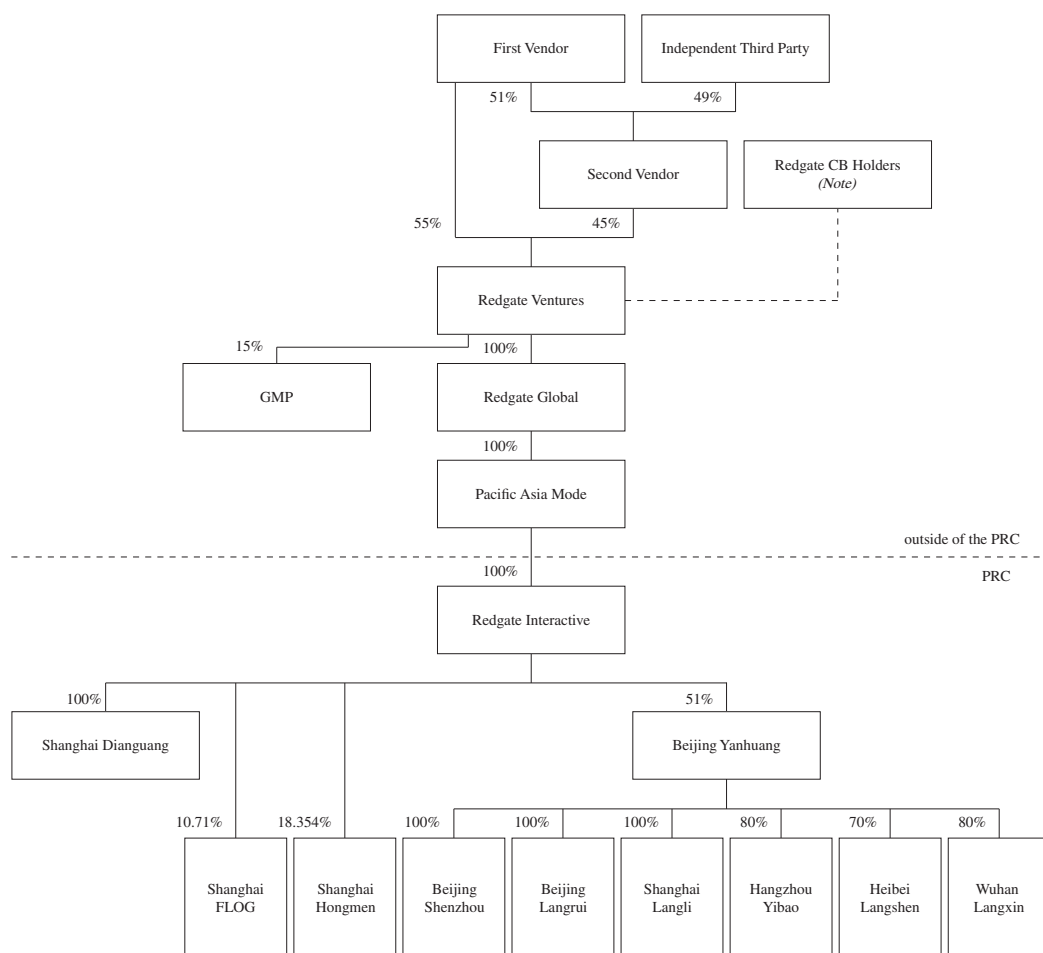 First Vendor
Independent Third Party
51%
49%
Second Vendor
Redgate CB Holders
(Note)
55%
45%
Redgate Ventures
15%
100%
GMP
Redgate Global
100%
Pacific Asia Mode
outside of the PRC
100%
PRC
Redgate Interactive
100%
51%
Shanghai Dianguang
Beijing Yanhuang
10.71%
18.354%
100%
100%
100%
80%
70%
80%
Shanghai
FLOG
Shanghai
Hongmen
Beijing
Shenzhou
Beijing
Langrui
Shanghai
Langli
Hangzhou
Yibao
Heibei
Langshen
Wuhan
Langxin